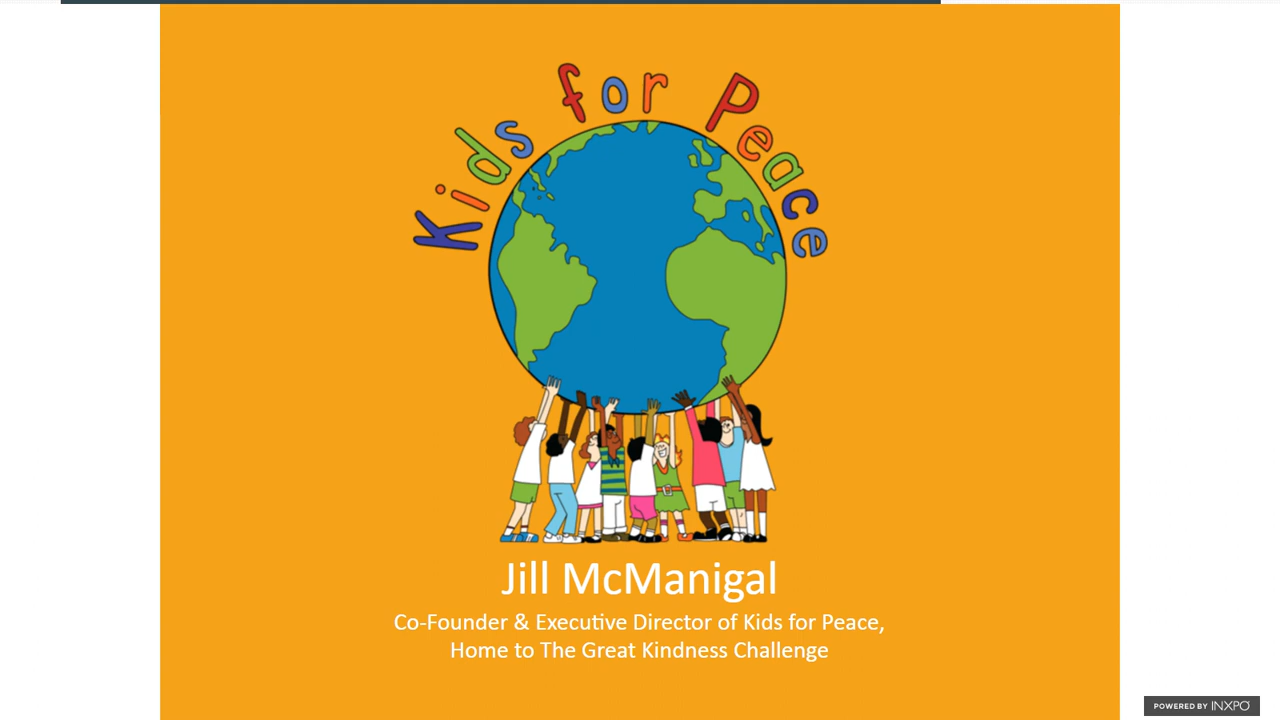 Kids for Peace
Jill McManigal
Co-Founder & Executive Director of Kids for Peace,
Home to The Great Kindness Challenge
POWERED BY INXPO